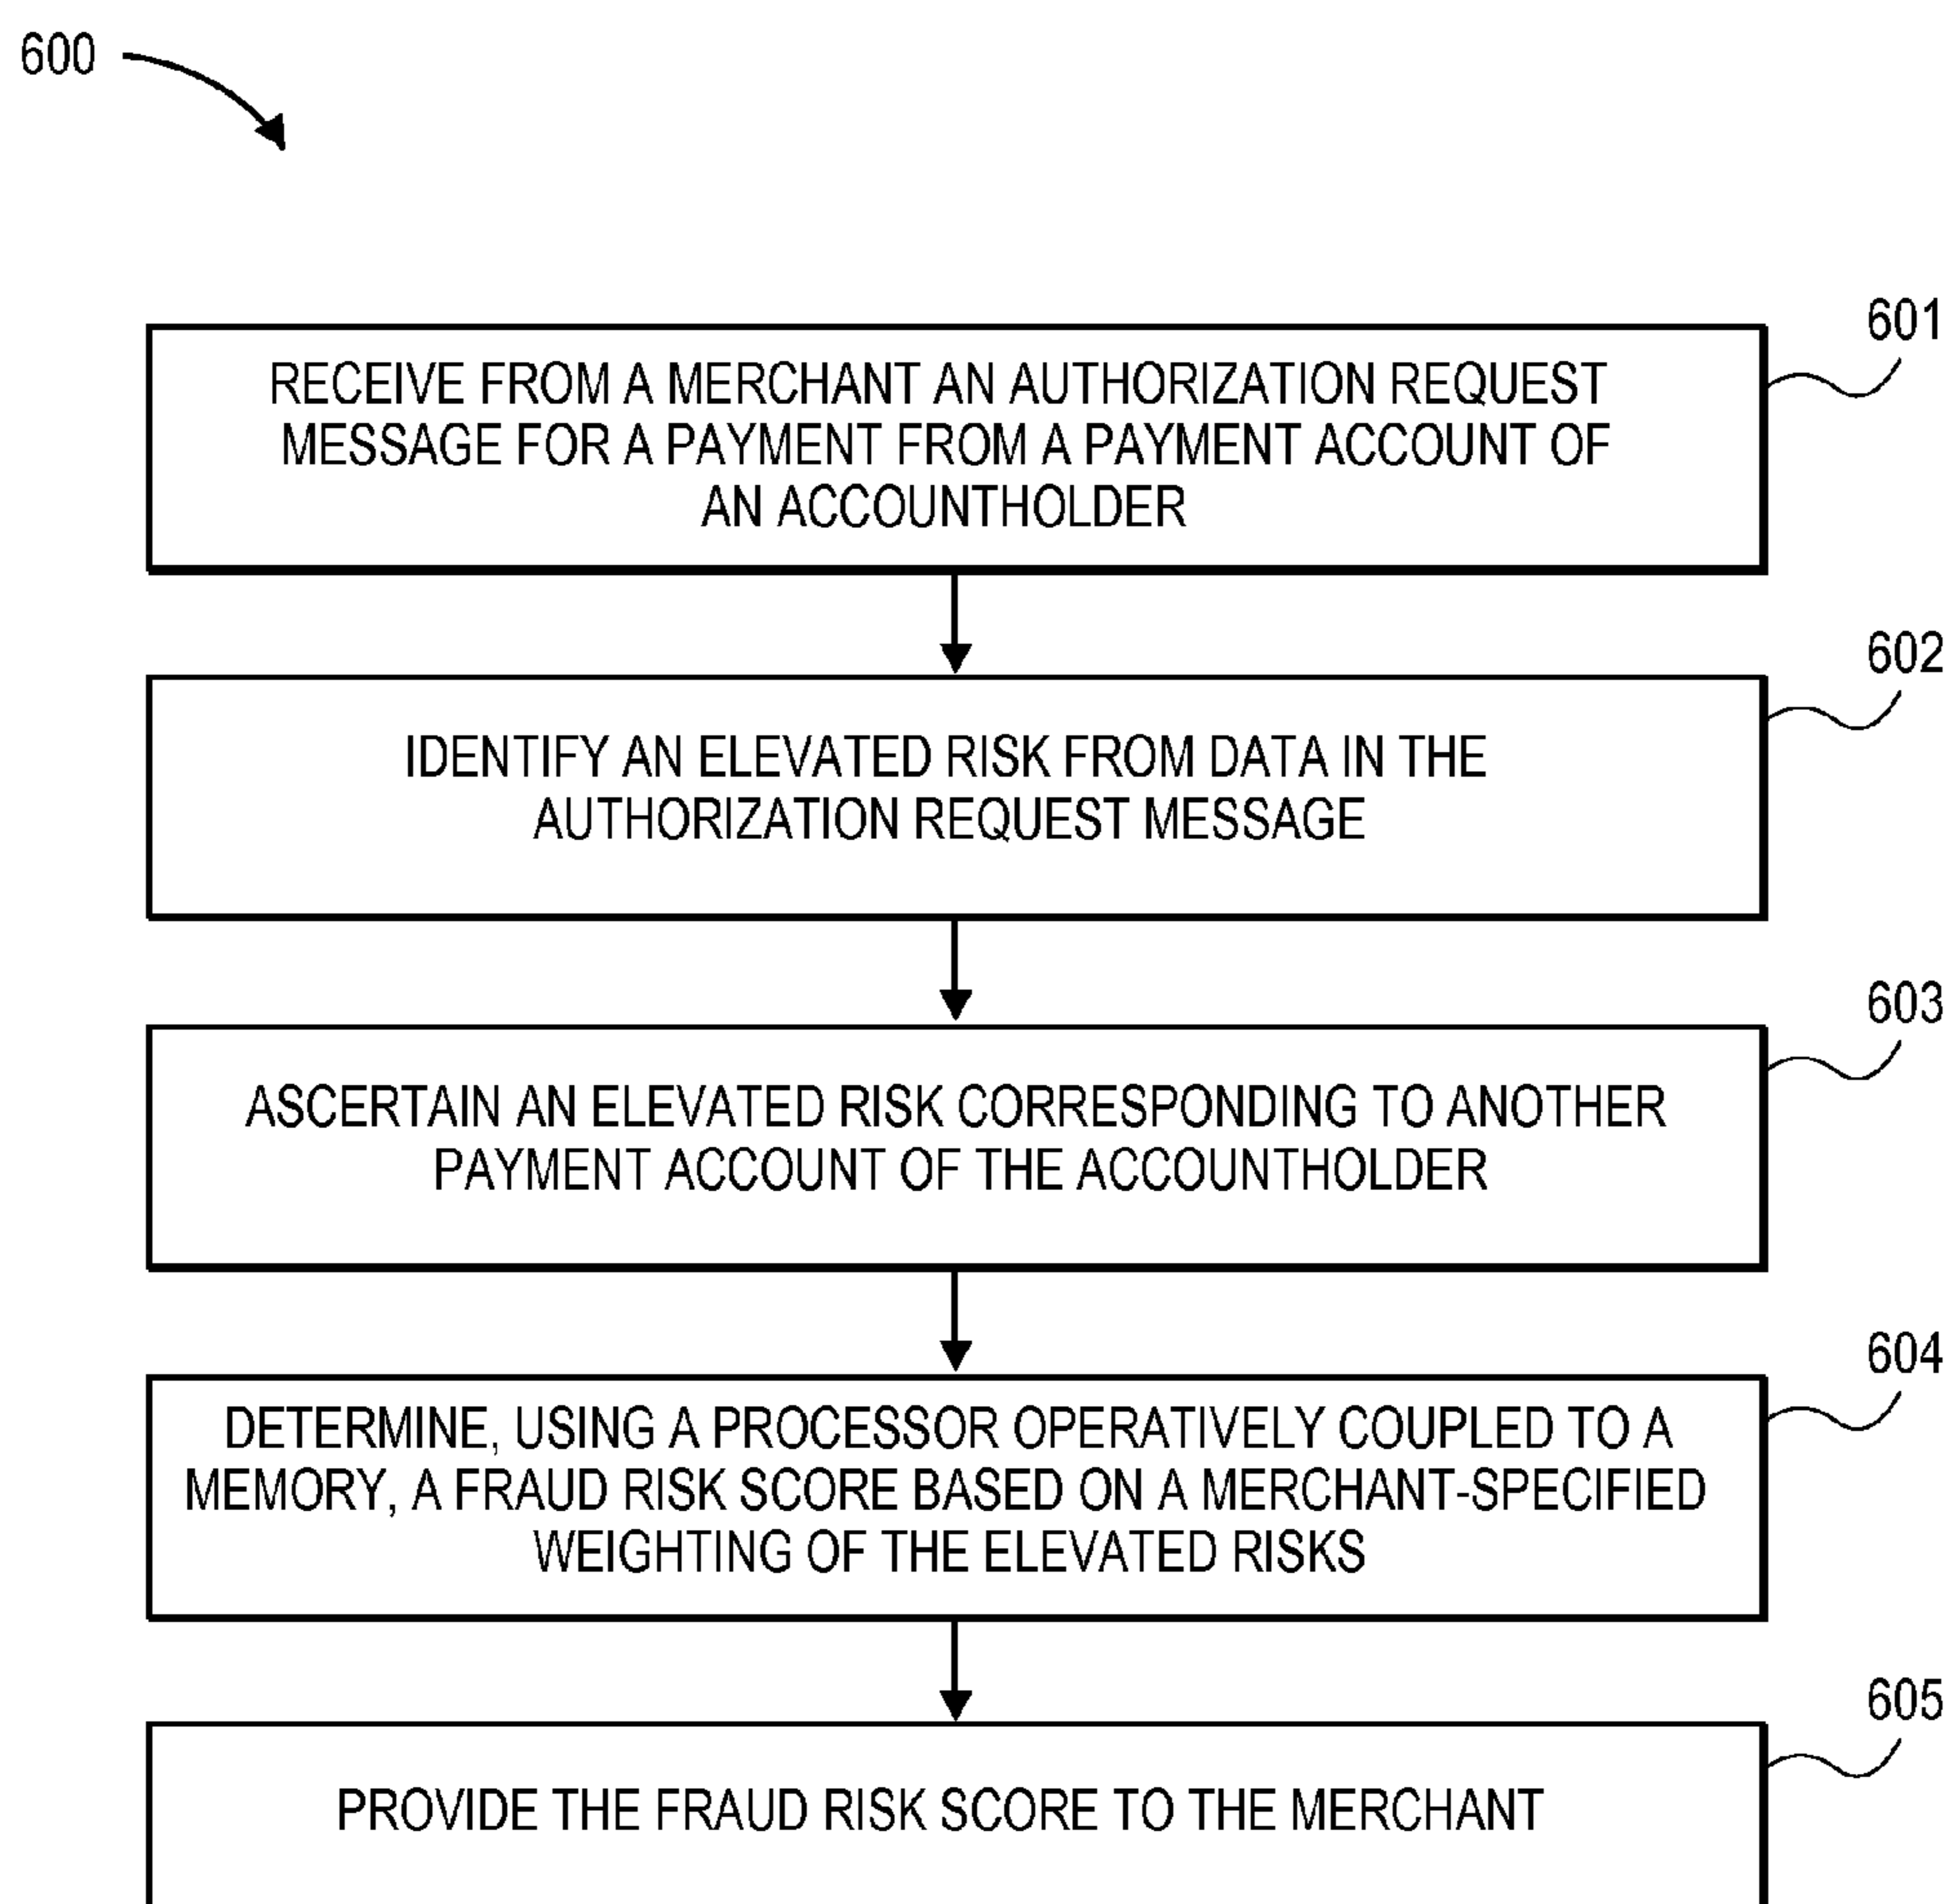 600
601
RECEIVE FROM A MERCHANT AN AUTHORIZATION REQUEST
MESSAGE FOR A PAYMENT FROM A PAYMENT ACCOUNT OF
AN ACCOUNTHOLDER
602
IDENTIFY AN ELEVATED RISK FROM DATA IN THE
AUTHORIZATION REQUEST MESSAGE
603
ASCERTAIN AN ELEVATED RISK CORRESPONDING TO ANOTHER
PAYMENT ACCOUNT OF THE ACCOUNTHOLDER
604
DETERMINE, USING A PROCESSOR OPERATIVELY COUPLED TO A
MEMORY, A FRAUD RISK SCORE BASED ON A MERCHANT-SPECIFIED
WEIGHTING OF THE ELEVATED RISKS
605
PROVIDE THE FRAUD RISK SCORE TO THE MERCHANT